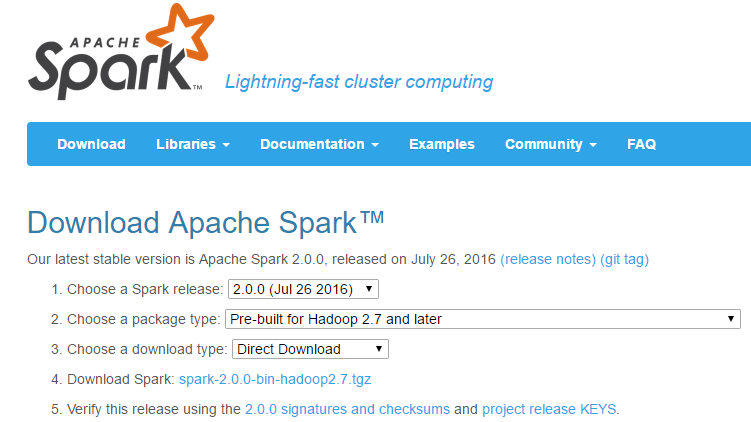 APACHE
Spark™
Lightning-fast cluster computing
Download Libraries Documentation Examples Community FAQ
Download Apache Spark™
Our latest stable version is Apache Spark 2.0.0, released on July 26, 2016 (release notes) (git tag)
1. Choose a Spark release: 2.0.0 (Jul 26 2016)
2. Choose a package type: Pre-built for Hadoop 2.7 and later
3. Choose a download type: Direct Download
4. Download Spark: spark-2.0.0-bin-hadoop2.7.tgz
5. Verify this release using the 2.0.0 signatures and checksums and project release KEYS.